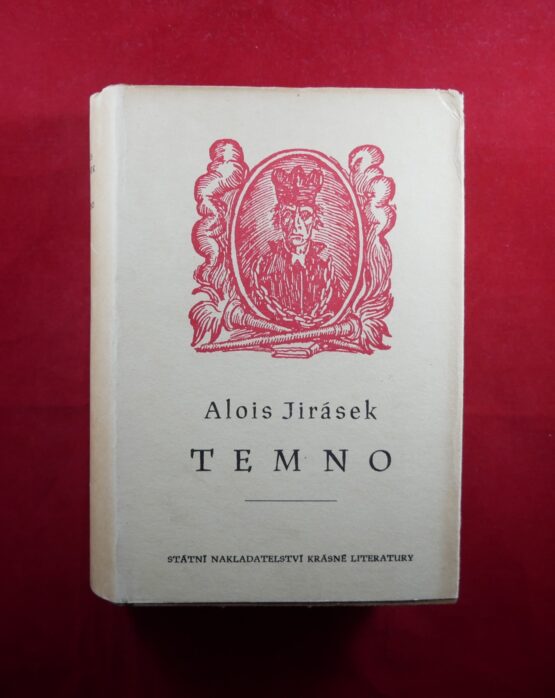 Alois Jirásek
TEMNO
STÁTNÍ NAKLADATELSTVÍ KRÁSNÉ LITERATURY